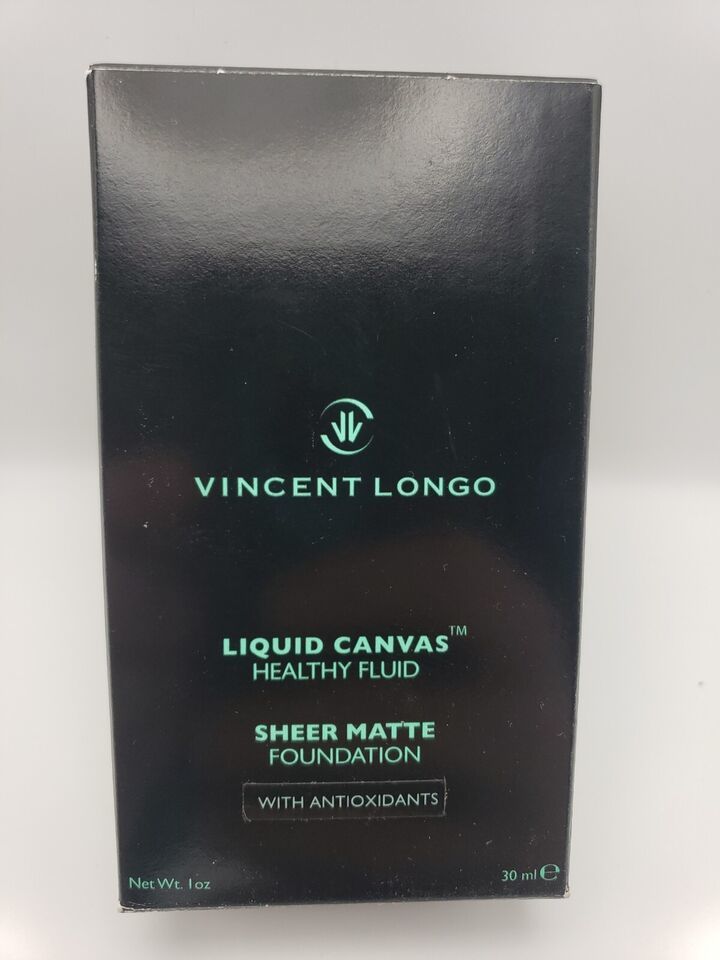 VINCENT LONGO
LIQUID CANVAS™
HEALTHY FLUID
SHEER MATTE
FOUNDATION
WITH ANTIOXIDANTS
Net Wt. 1oz
30 ml ℮